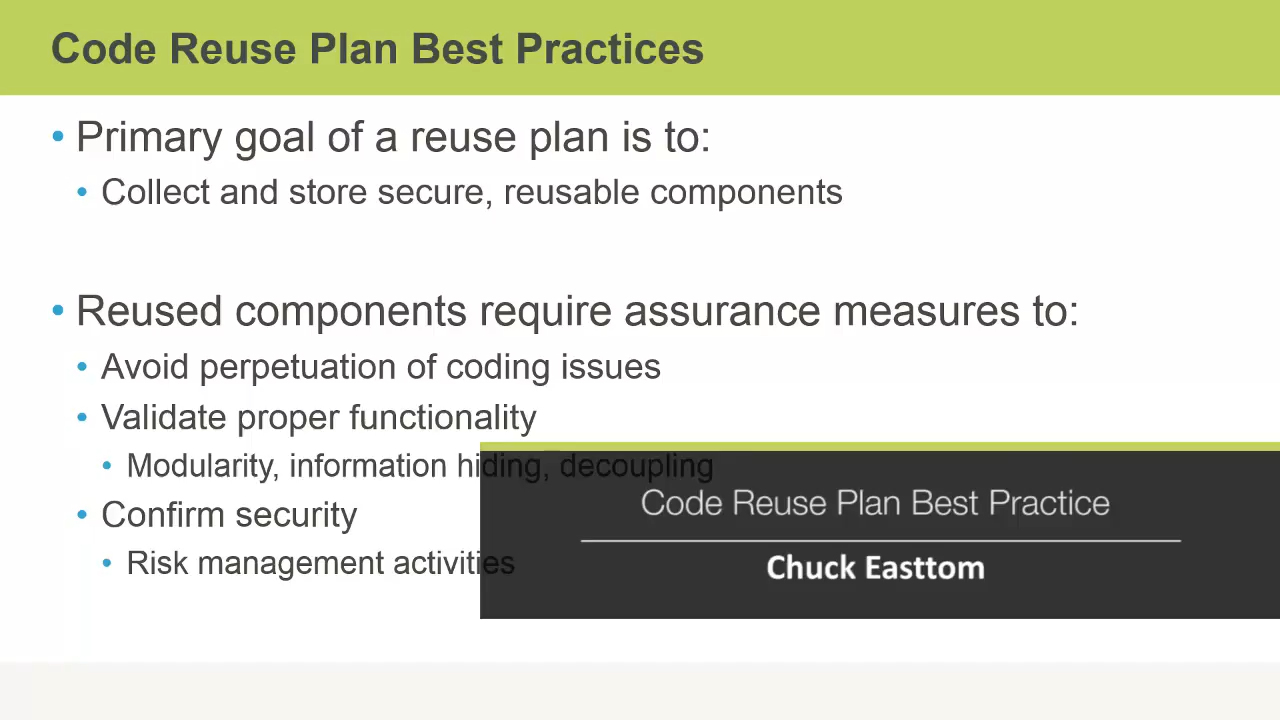 Code Reuse Plan Best Practices
• Primary goal of a reuse plan is to:
• Collect and store secure, reusable components
• Reused components require assurance measures to:
• Avoid perpetuation of coding issues
• Validate proper functionality
• Modularity, information hiding, decoupling
• Confirm security
• Risk management activities
Code Reuse Plan Best Practice
Chuck Easttom